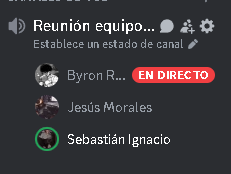 Reunión equipo...
Establece un estado de canal
Byron R... EN DIRECTO
Jesús Morales
Sebastián Ignacio